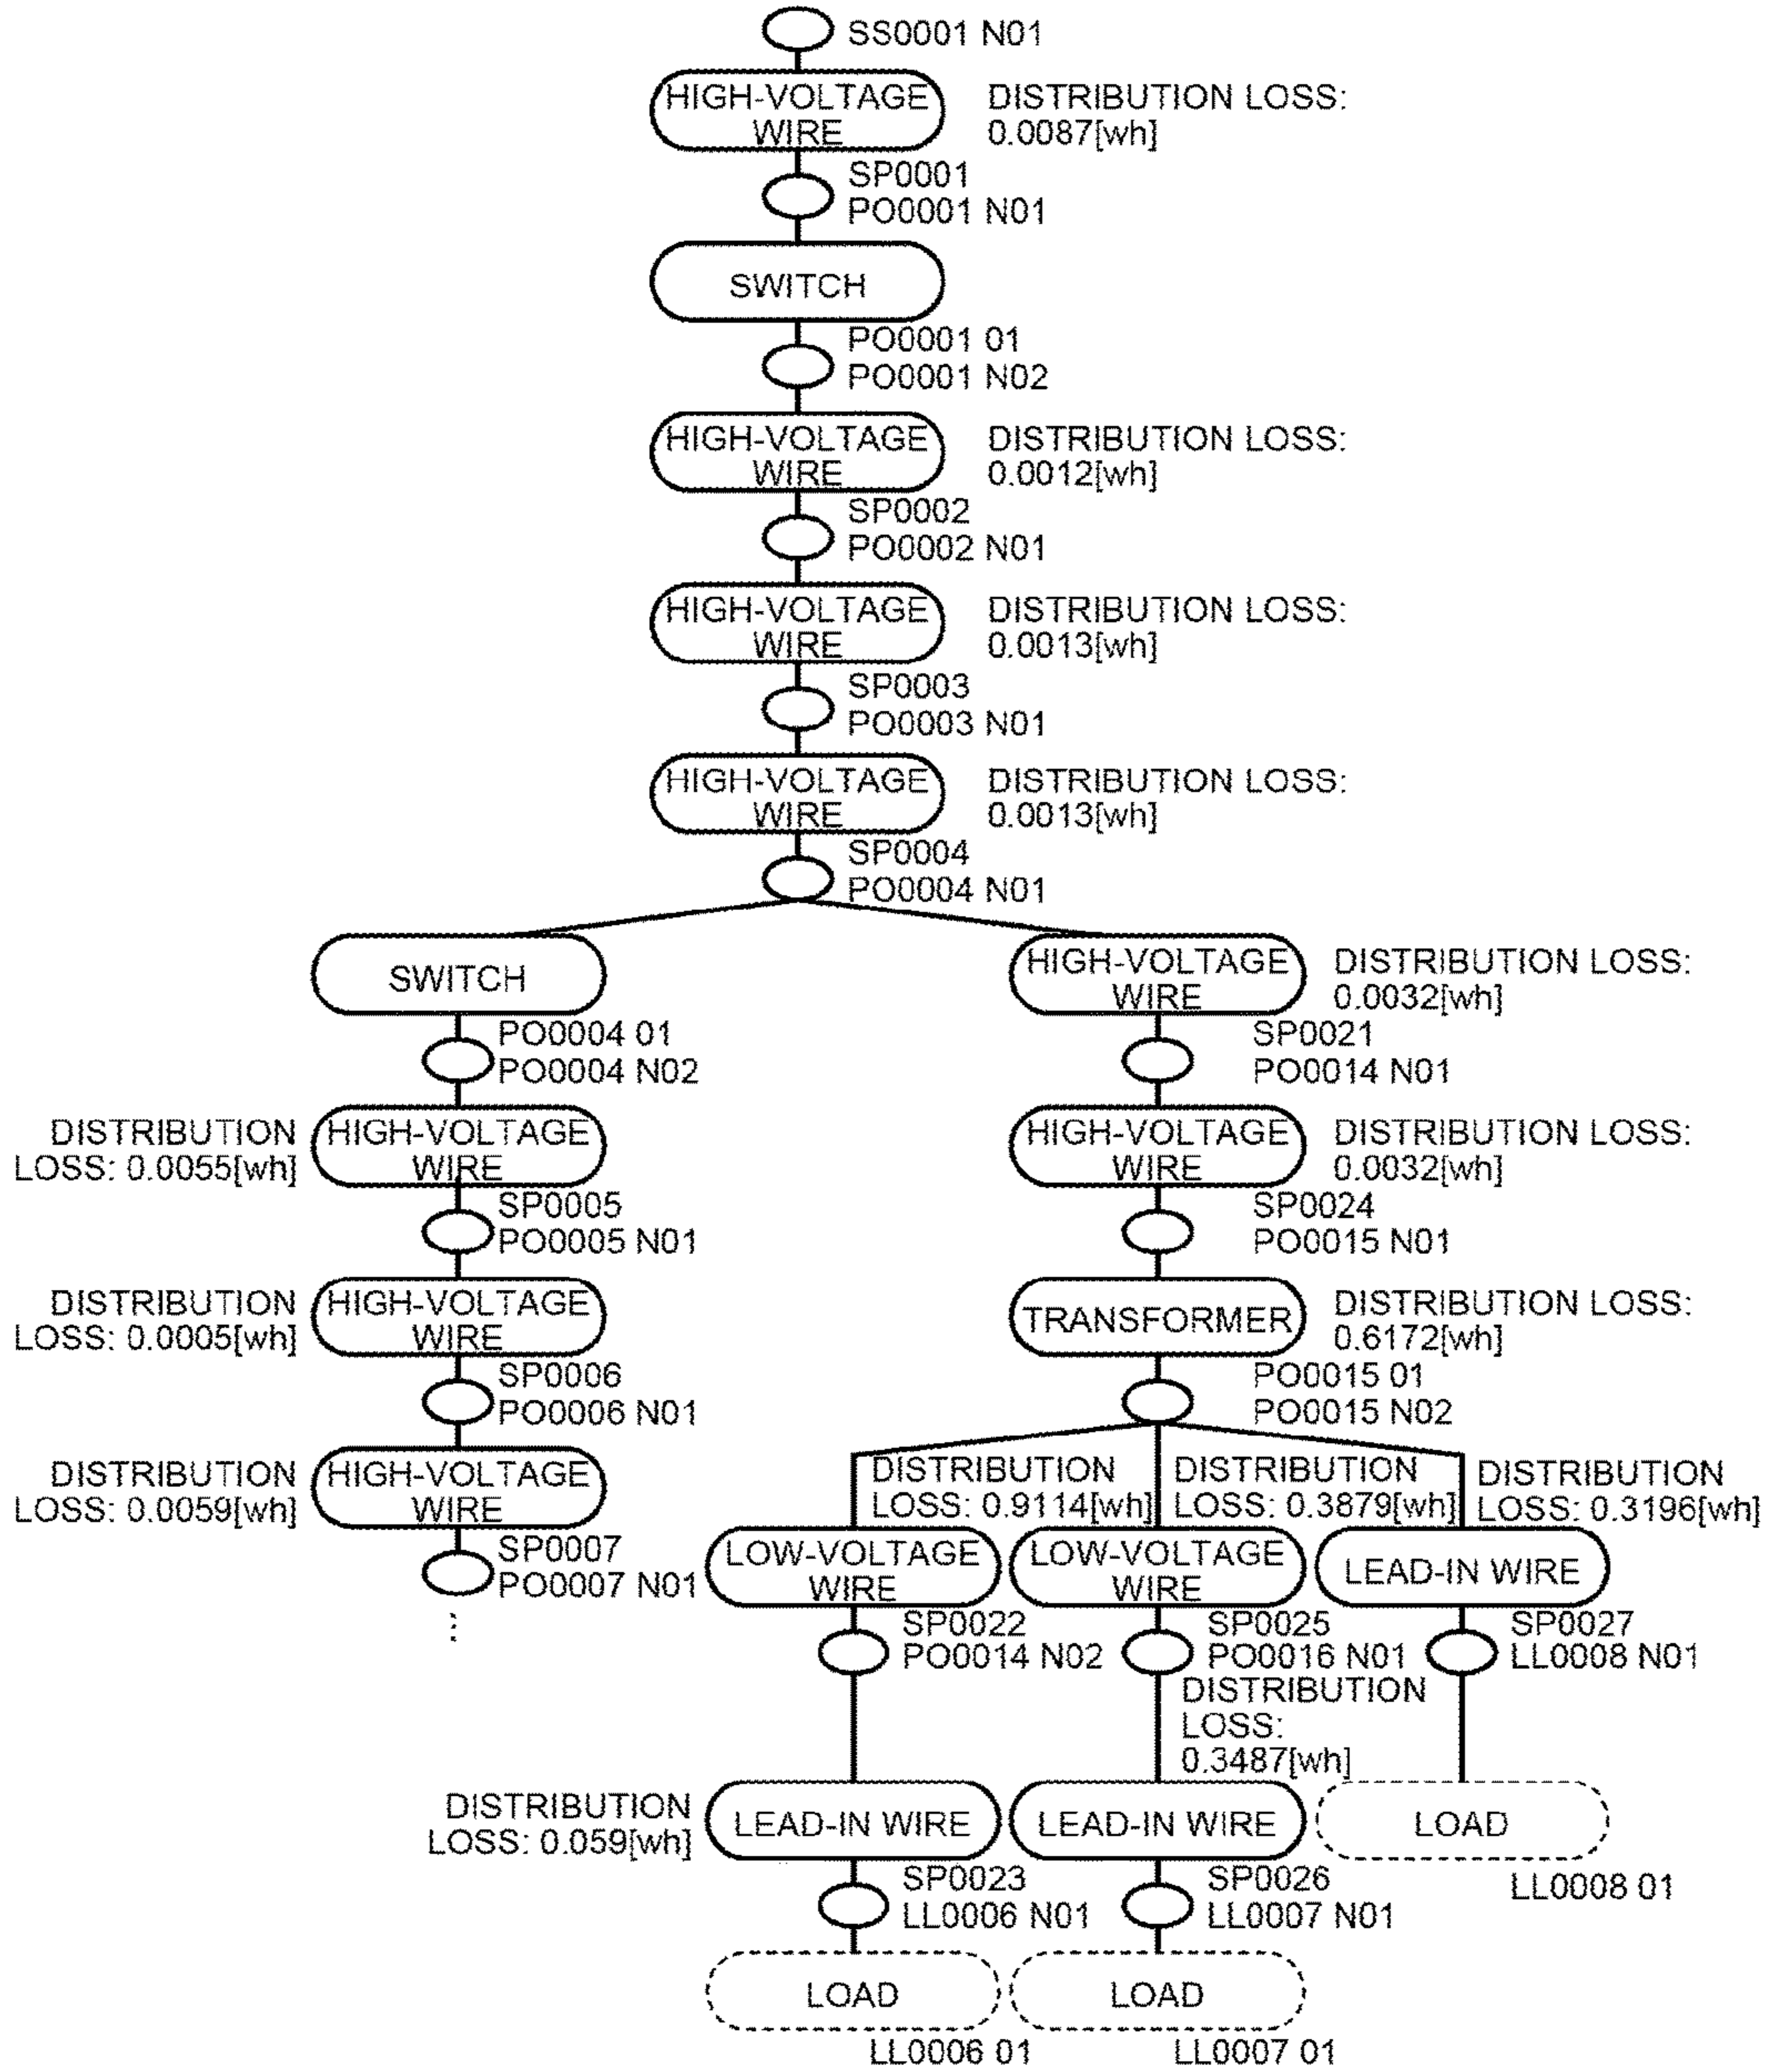 SS0001 N01
HIGH-VOLTAGE
WIRE
DISTRIBUTION LOSS:
0.0087[wh]
SP0001
PO0001 N01
SWITCH
PO0001 01
PO0001 N02
HIGH-VOLTAGE
WIRE
DISTRIBUTION LOSS:
0.0012[wh]
SP0002
PO0002 N01
HIGH-VOLTAGE
WIRE
DISTRIBUTION LOSS:
0.0013[wh]
SP0003
PO0003 N01
HIGH-VOLTAGE
WIRE
DISTRIBUTION LOSS:
0.0013[wh]
SP0004
PO0004 N01
SWITCH
PO0004 01
PO0004 N02
DISTRIBUTION
LOSS: 0.0055[wh]
HIGH-VOLTAGE
WIRE
SP0005
PO0005 N01
DISTRIBUTION
LOSS: 0.0005[wh]
HIGH-VOLTAGE
WIRE
SP0006
PO0006 N01
DISTRIBUTION
LOSS: 0.0059[wh]
HIGH-VOLTAGE
WIRE
SP0007
PO0007 N01
⋮
HIGH-VOLTAGE
WIRE
DISTRIBUTION LOSS:
0.0032[wh]
SP0021
PO0014 N01
HIGH-VOLTAGE
WIRE
DISTRIBUTION LOSS:
0.0032[wh]
SP0024
PO0015 N01
TRANSFORMER
DISTRIBUTION LOSS:
0.6172[wh]
PO0015 01
PO0015 N02
DISTRIBUTION
LOSS: 0.9114[wh]
LOW-VOLTAGE
WIRE
SP0022
PO0014 N02
DISTRIBUTION
LOSS: 0.059[wh]
LEAD-IN WIRE
SP0023
LL0006 N01
LOAD
LL0006 01
DISTRIBUTION
LOSS: 0.3879[wh]
LOW-VOLTAGE
WIRE
SP0025
PO0016 N01
DISTRIBUTION
LOSS:
0.3487[wh]
LEAD-IN WIRE
SP0026
LL0007 N01
LOAD
LL0007 01
DISTRIBUTION
LOSS: 0.3196[wh]
LEAD-IN WIRE
SP0027
LL0008 N01
LOAD
LL0008 01